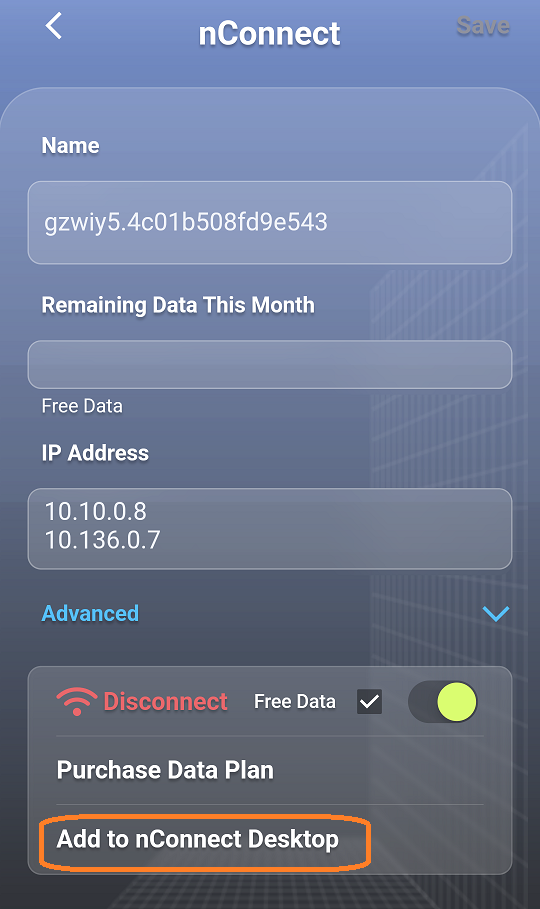 nConnect
Save
Name
gzwiy5.4c01b508fd9e543
Remaining Data This Month
Free Data
IP Address
10.10.0.8
10.136.0.7
Advanced
Disconnect Free Data
Purchase Data Plan
Add to nConnect Desktop